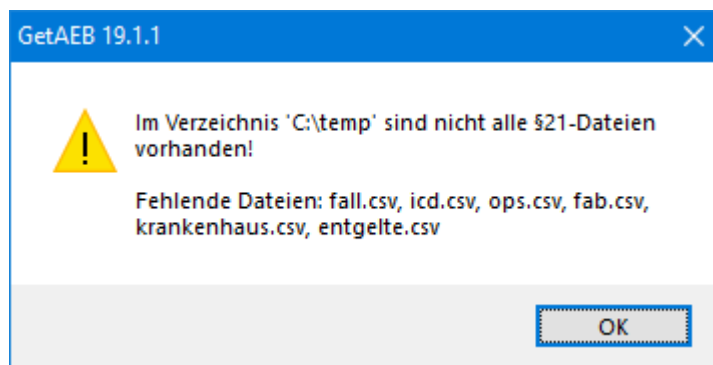 GetAEB 19.1.1
Im Verzeichnis 'C:\temp' sind nicht alle §21-Dateien
vorhanden!
Fehlende Dateien: fall.csv, icd.csv, ops.csv, fab.csv,
krankenhaus.csv, entgelte.csv
OK